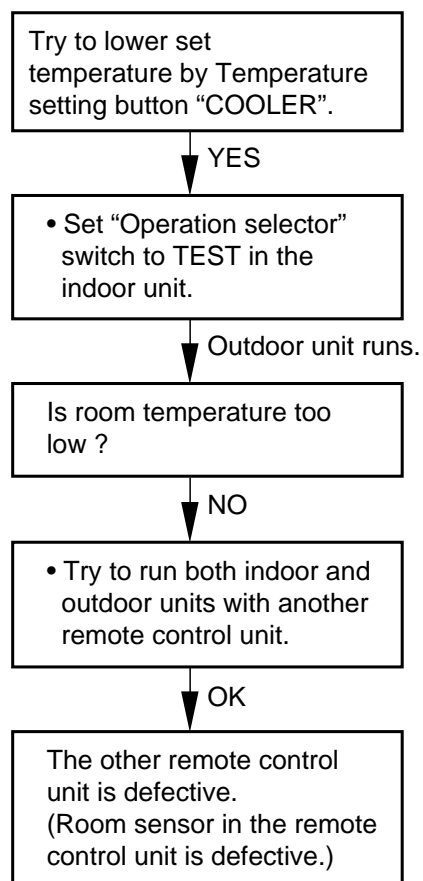 Try to lower set
temperature by Temperature
setting button “COOLER”.
YES
• Set “Operation selector”
switch to TEST in the
indoor unit.
Outdoor unit runs.
Is room temperature too
low ?
NO
• Try to run both indoor and
outdoor units with another
remote control unit.
OK
The other remote control
unit is defective.
(Room sensor in the remote
control unit is defective.)